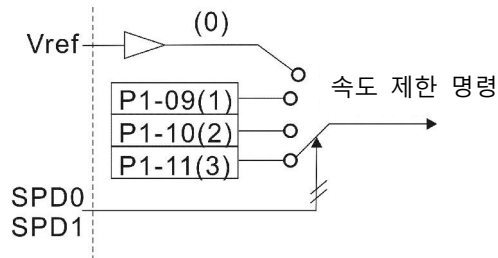 (0)
Vref
속도 제한 명령
P1-09(1)
P1-10(2)
P1-11(3)
SPD0
SPD1